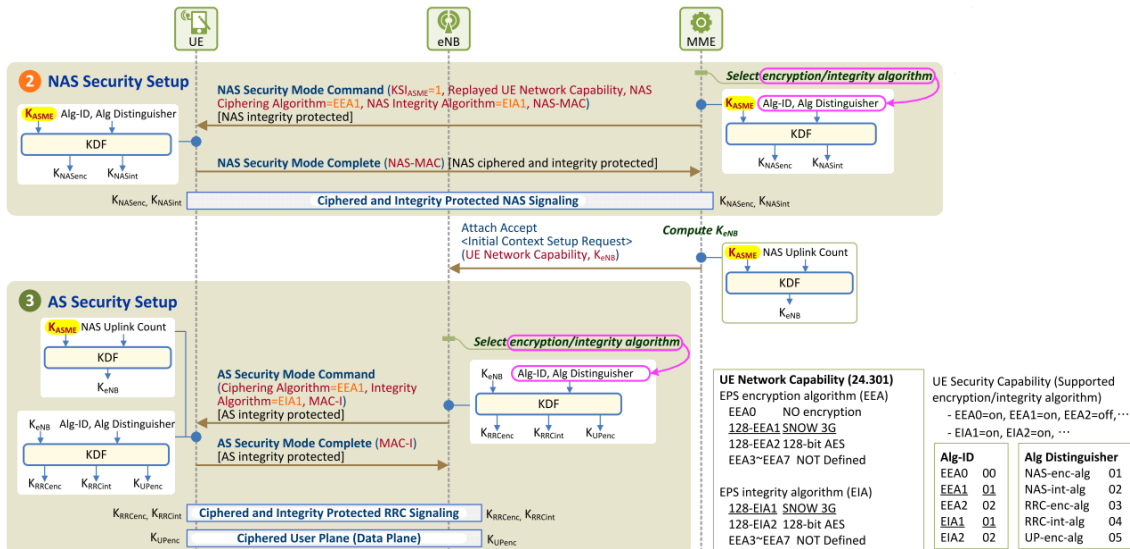 UE
eNB
MME
2 NAS Security Setup
Select encryption/integrity algorithm
NAS Security Mode Command (KSIASME=1, Replayed UE Network Capability, NAS
Ciphering Algorithm=EEA1, NAS Integrity Algorithm=EIA1, NAS-MAC)
[NAS integrity protected]
KASME Alg-ID, Alg Distinguisher
KDF
KNASenc KNASint
KASME Alg-ID, Alg Distinguisher
KDF
KNASenc KNASint
NAS Security Mode Complete (NAS-MAC) [NAS ciphered and integrity protected]
KNASenc, KNASint
Ciphered and Integrity Protected NAS Signaling
KNASenc, KNASint
Attach Accept
<Initial Context Setup Request>
(UE Network Capability, KeNB)
Compute KeNB
KASME NAS Uplink Count
KDF
KeNB
3 AS Security Setup
KASME NAS Uplink Count
KDF
KeNB
Select encryption/integrity algorithm
AS Security Mode Command
(Ciphering Algorithm=EEA1, Integrity
Algorithm=EIA1, MAC-I)
[AS integrity protected]
KeNB Alg-ID, Alg Distinguisher
KDF
KRRCenc KRRCint KUPenc
KeNB Alg-ID, Alg Distinguisher
KDF
KRRCenc KRRCint KUPenc
AS Security Mode Complete (MAC-I)
[AS integrity protected]
KRRCenc, KRRCint
Ciphered and Integrity Protected RRC Signaling
KRRCenc, KRRCint
KUPenc
Ciphered User Plane (Data Plane)
KUPenc
UE Network Capability (24.301)
EPS encryption algorithm (EEA)
EEA0 NO encryption
128-EEA1 SNOW 3G
128-EEA2 128-bit AES
EEA3~EEA7 NOT Defined
EPS integrity algorithm (EIA)
128-EIA1 SNOW 3G
128-EIA2 128-bit AES
EEA3~EEA7 NOT Defined
UE Security Capability (Supported
encryption/integrity algorithm)
- EEA0=on, EEA1=on, EEA2=off,⋯
- EIA1=on, EIA2=on, ⋯
Alg-ID
EEA0 00
EEA1 01
EEA2 02
EIA1 01
EIA2 02
Alg Distinguisher
NAS-enc-alg 01
NAS-int-alg 02
RRC-enc-alg 03
RRC-int-alg 04
UP-enc-alg 05